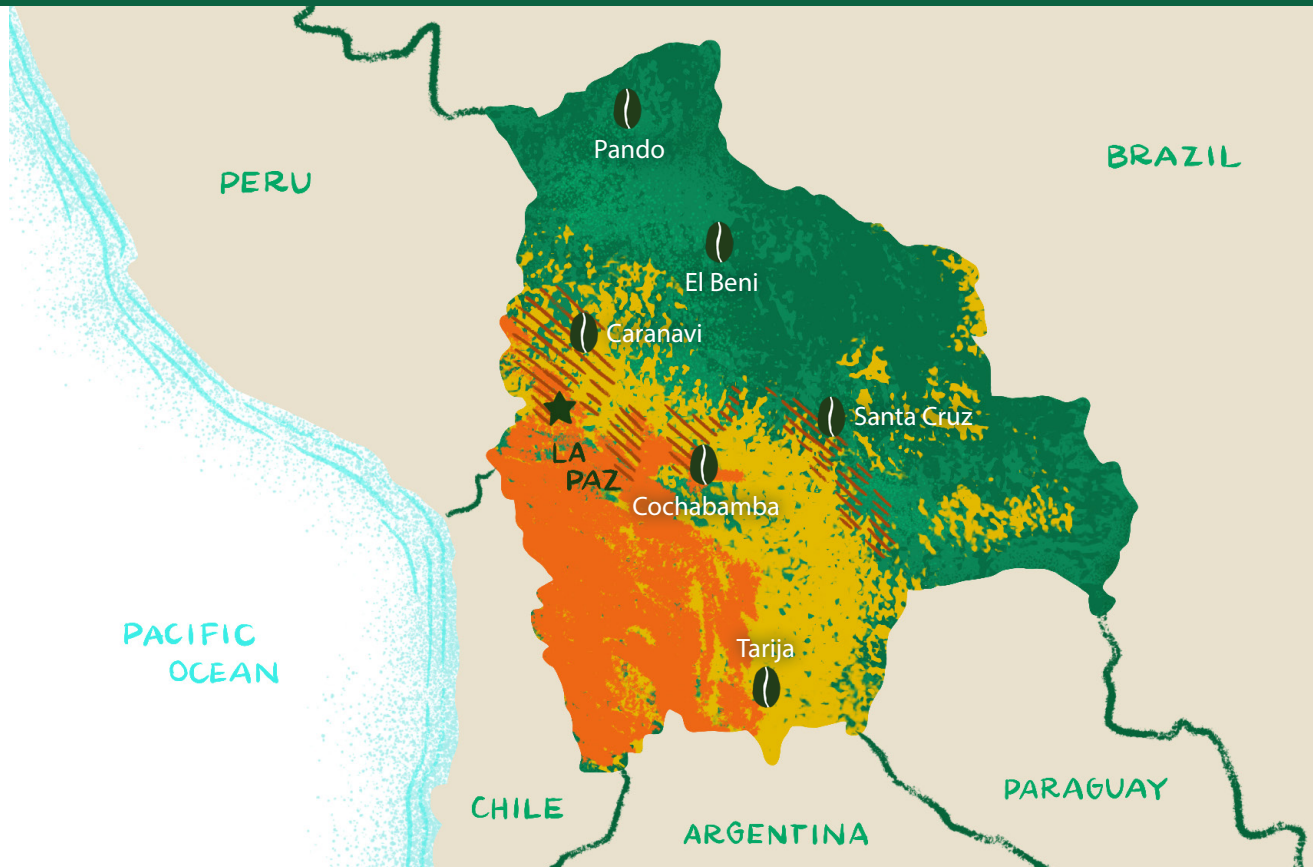 Pando
BRAZIL
PERU
El Beni
Caranavi
Santa Cruz
LA
PAZ
Cochabamba
PACIFIC
OCEAN
Tarija
PARAGUAY
CHILE
ARGENTINA